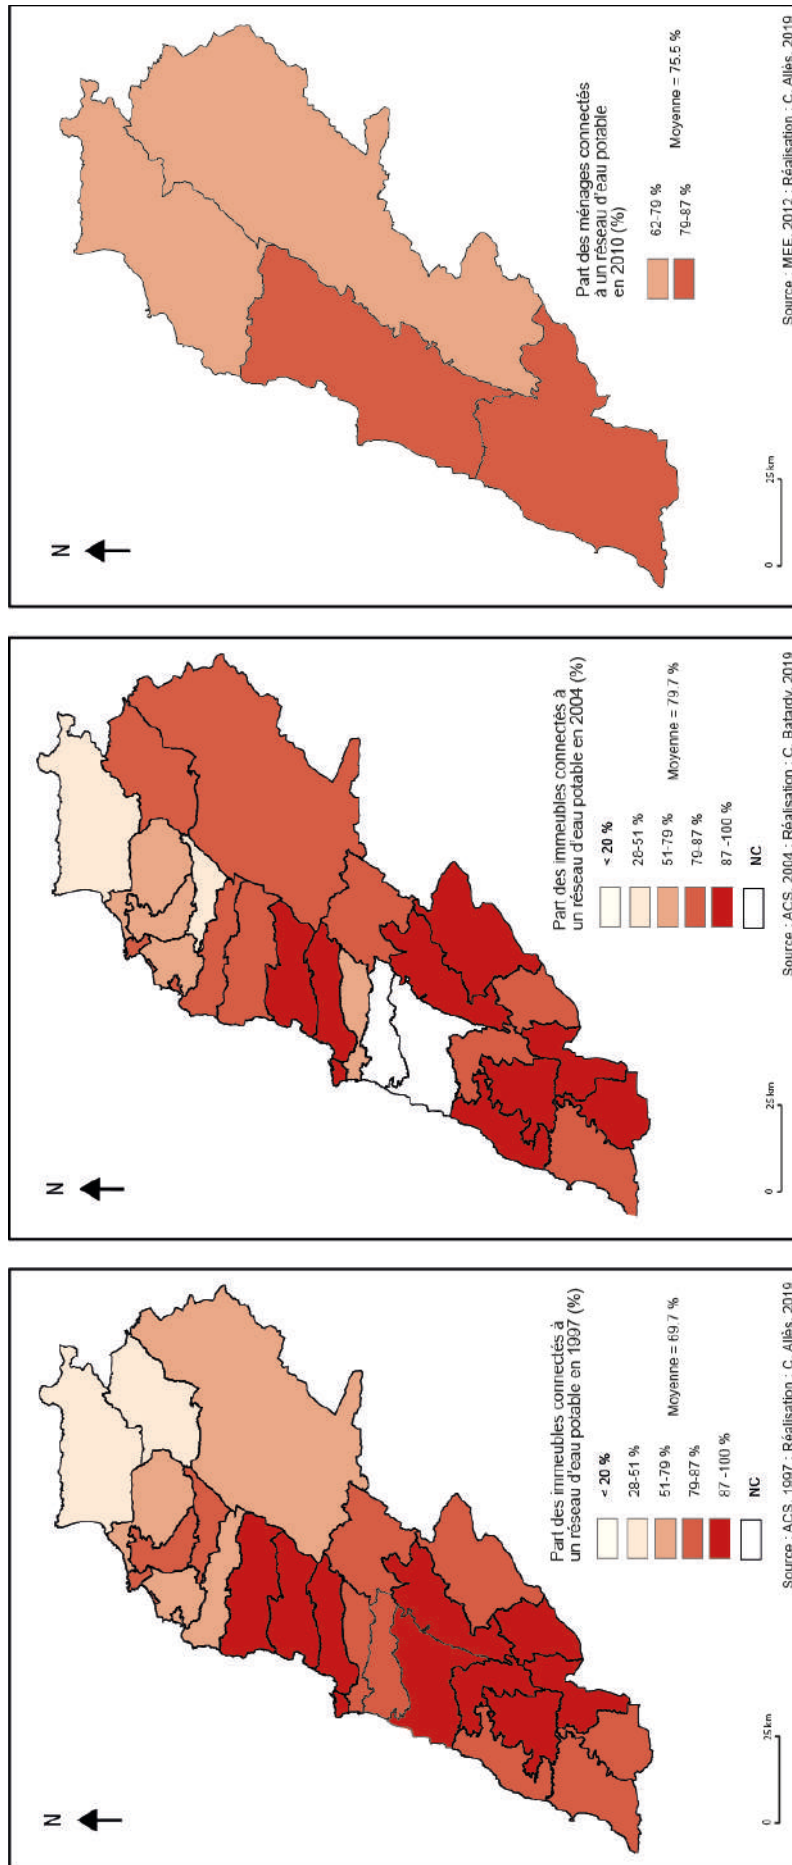 N
Part des ménages connectés
à un réseau d'eau potable
en 2010 (%)
62-79 %
79-87 %
Moyenne = 75.5 %
0 25 km
Source : MEE, 2012 ; Réalisation : C. Allès, 2019
N
Part des immeubles connectés à
un réseau d'eau potable en 2004 (%)
< 20 %
28-51 %
51-79 %
79-87 %
87 -100 %
NC
Moyenne = 79.7 %
0 25 km
Source : ACS, 2004 ; Réalisation : C. Batardy, 2019
N
Part des immeubles connectés à
un réseau d'eau potable en 1997 (%)
< 20 %
28-51 %
51-79 %
79-87 %
87 -100 %
NC
Moyenne = 69.7 %
0 25 km
Source : ACS, 1997 ; Réalisation : C. Allès, 2019